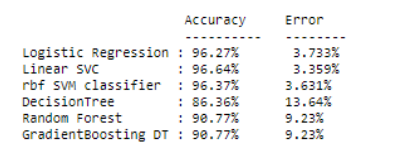 Accuracy Error
---------- --------
Logistic Regression : 96.27% 3.733%
Linear SVC : 96.64% 3.359%
rbf SVM classifier : 96.37% 3.631%
DecisionTree : 86.36% 13.64%
Random Forest : 90.77% 9.23%
GradientBoosting DT : 90.77% 9.23%